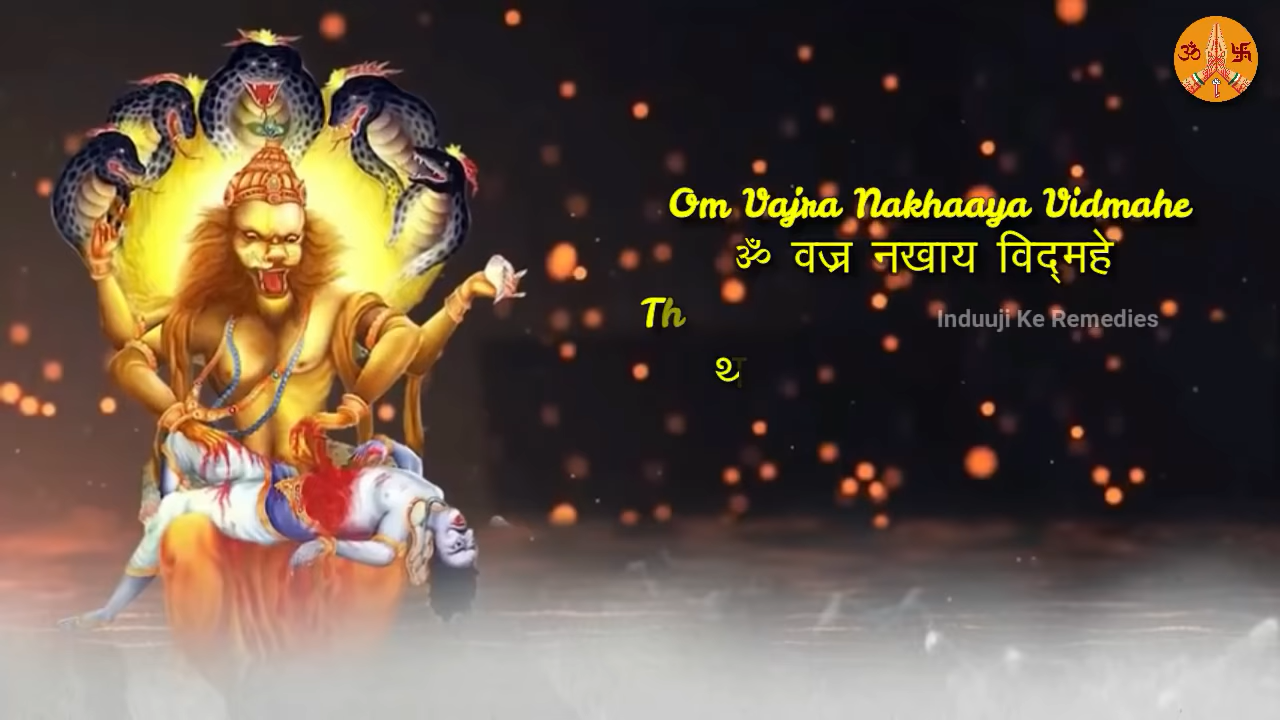 Om Vajra Nakhaaya Vidmahe
ॐ वज्र नखाय विद्महे
Th
Induuji Ke Remedies
थ
ॐ